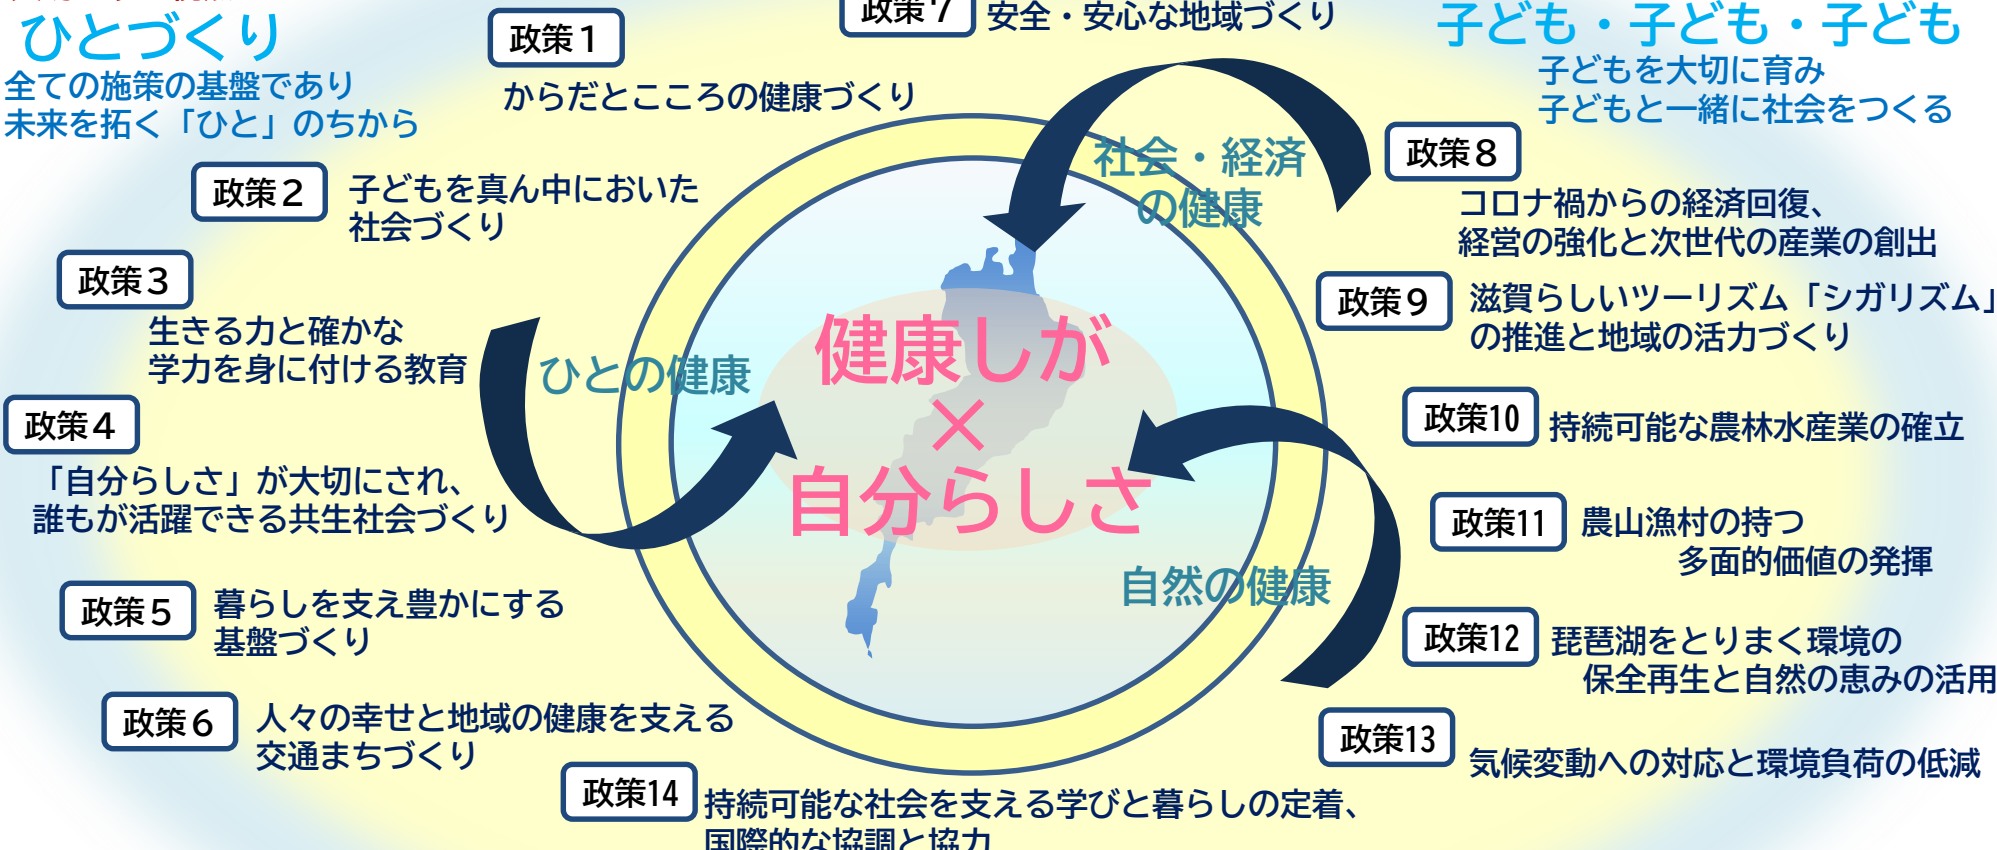 ひとづくり
全ての施策の基盤であり
未来を拓く「ひと」のちから
子ども・子ども・子ども
子どもを大切に育み
子どもと一緒に社会をつくる
政策1
からだとこころの健康づくり
政策2
子どもを真ん中においた
社会づくり
政策3
生きる力と確かな
学力を身に付ける教育
政策4
「自分らしさ」が大切にされ、
誰もが活躍できる共生社会づくり
政策5
暮らしを支え豊かにする
基盤づくり
政策6
人々の幸せと地域の健康を支える
交通まちづくり
政策7
安全・安心な地域づくり
政策8
コロナ禍からの経済回復、
経営の強化と次世代の産業の創出
政策9
滋賀らしいツーリズム「シガリズム」
の推進と地域の活力づくり
政策10
持続可能な農林水産業の確立
政策11
農山漁村の持つ
多面的価値の発揮
政策12
琵琶湖をとりまく環境の
保全再生と自然の恵みの活用
政策13
気候変動への対応と環境負荷の低減
政策14
持続可能な社会を支える学びと暮らしの定着、
国際的な協調と協力
社会・経済
の健康
ひとの健康
自然の健康
健康しが
×
自分らしさ